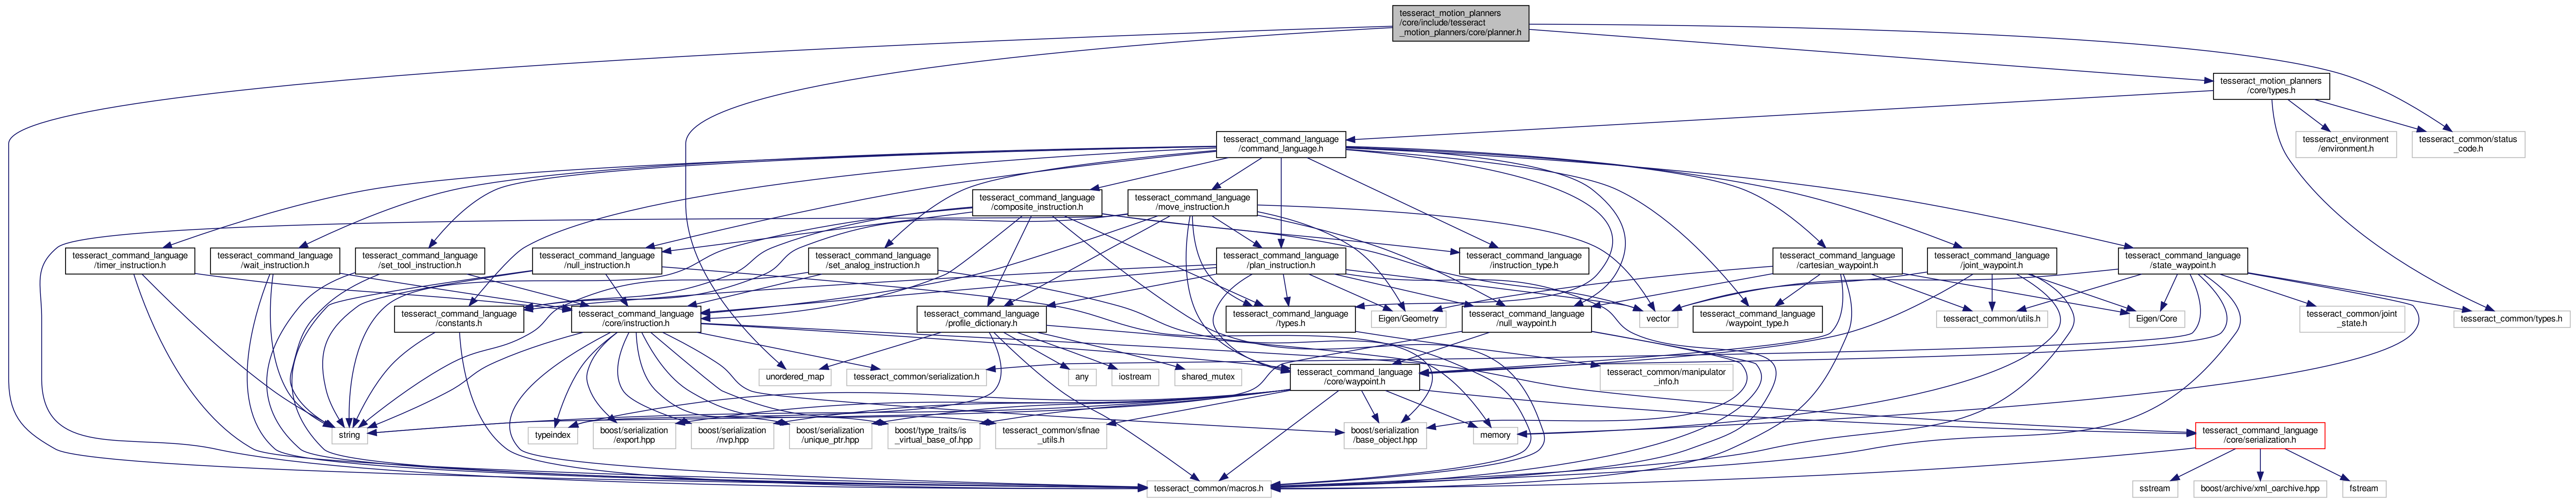 tesseract_motion_planners
/core/include/tesseract
_motion_planners/core/planner.h
tesseract_motion_planners
/core/types.h
tesseract_command_language
/command_language.h
tesseract_environment
/environment.h
tesseract_common/status
_code.h
tesseract_command_language
/composite_instruction.h
tesseract_command_language
/move_instruction.h
tesseract_command_language
/timer_instruction.h
tesseract_command_language
/wait_instruction.h
tesseract_command_language
/set_tool_instruction.h
tesseract_command_language
/null_instruction.h
tesseract_command_language
/set_analog_instruction.h
tesseract_command_language
/plan_instruction.h
tesseract_command_language
/instruction_type.h
tesseract_command_language
/cartesian_waypoint.h
tesseract_command_language
/joint_waypoint.h
tesseract_command_language
/state_waypoint.h
tesseract_command_language
/constants.h
tesseract_command_language
/core/instruction.h
tesseract_command_language
/profile_dictionary.h
tesseract_command_language
/types.h
Eigen/Geometry
tesseract_command_language
/null_waypoint.h
vector
tesseract_command_language
/waypoint_type.h
tesseract_common/utils.h
Eigen/Core
tesseract_common/joint
_state.h
tesseract_common/types.h
unordered_map
tesseract_common/serialization.h
any
iostream
shared_mutex
tesseract_command_language
/core/waypoint.h
tesseract_common/manipulator
_info.h
string
typeindex
boost/serialization
/export.hpp
boost/serialization
/nvp.hpp
boost/serialization
/unique_ptr.hpp
boost/type_traits/is
_virtual_base_of.hpp
tesseract_common/sfinae
_utils.h
boost/serialization
/base_object.hpp
memory
tesseract_command_language
/core/serialization.h
tesseract_common/macros.h
sstream
boost/archive/xml_oarchive.hpp
fstream